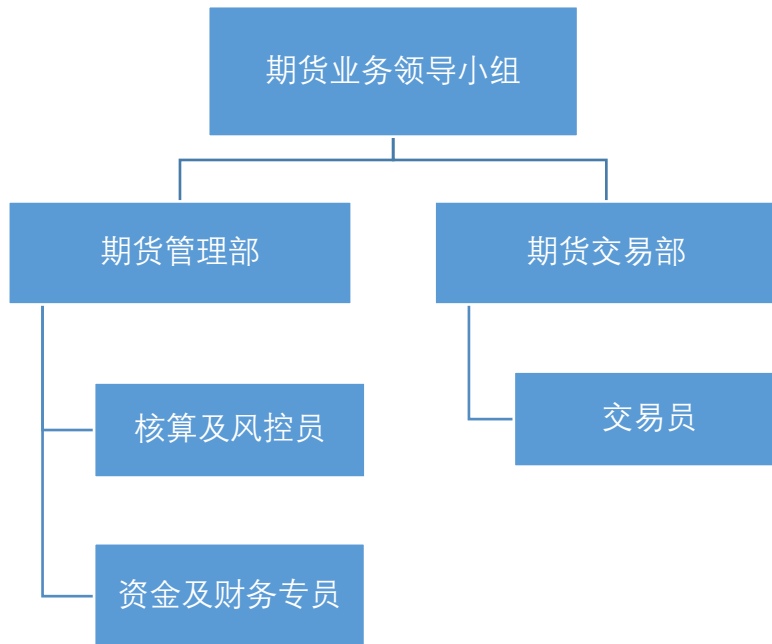 期货业务领导小组
期货管理部
期货交易部
核算及风控员
交易员
资金及财务专员